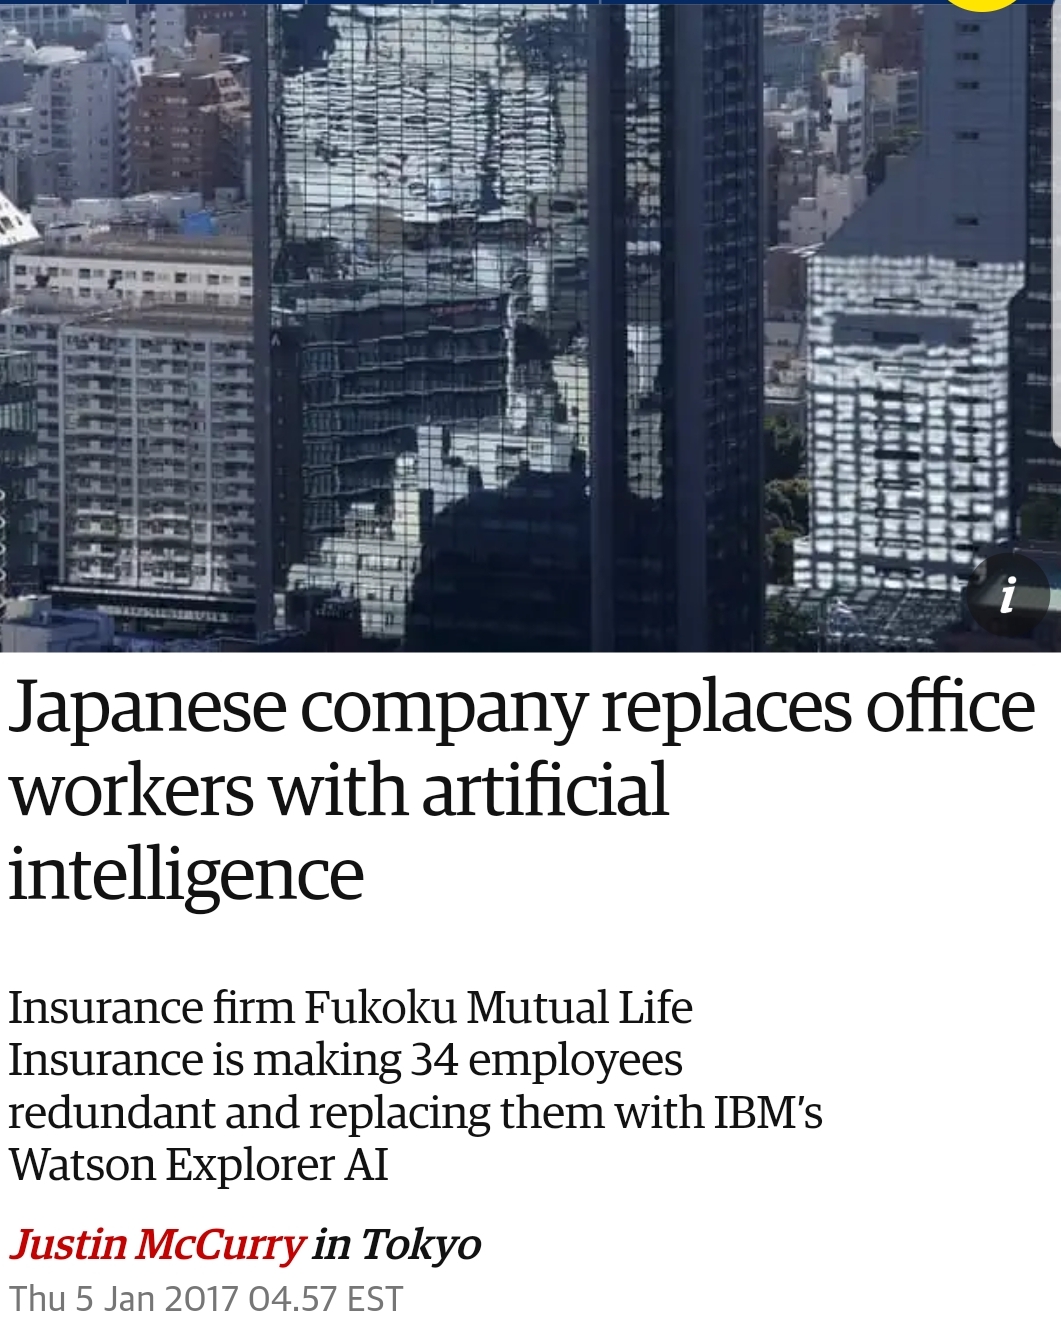 Japanese company replaces office
workers with artificial
intelligence
Insurance firm Fukoku Mutual Life
Insurance is making 34 employees
redundant and replacing them with IBM's
Watson Explorer AI
Justin McCurry in Tokyo
Thu 5 Jan 2017 04.57 EST
i